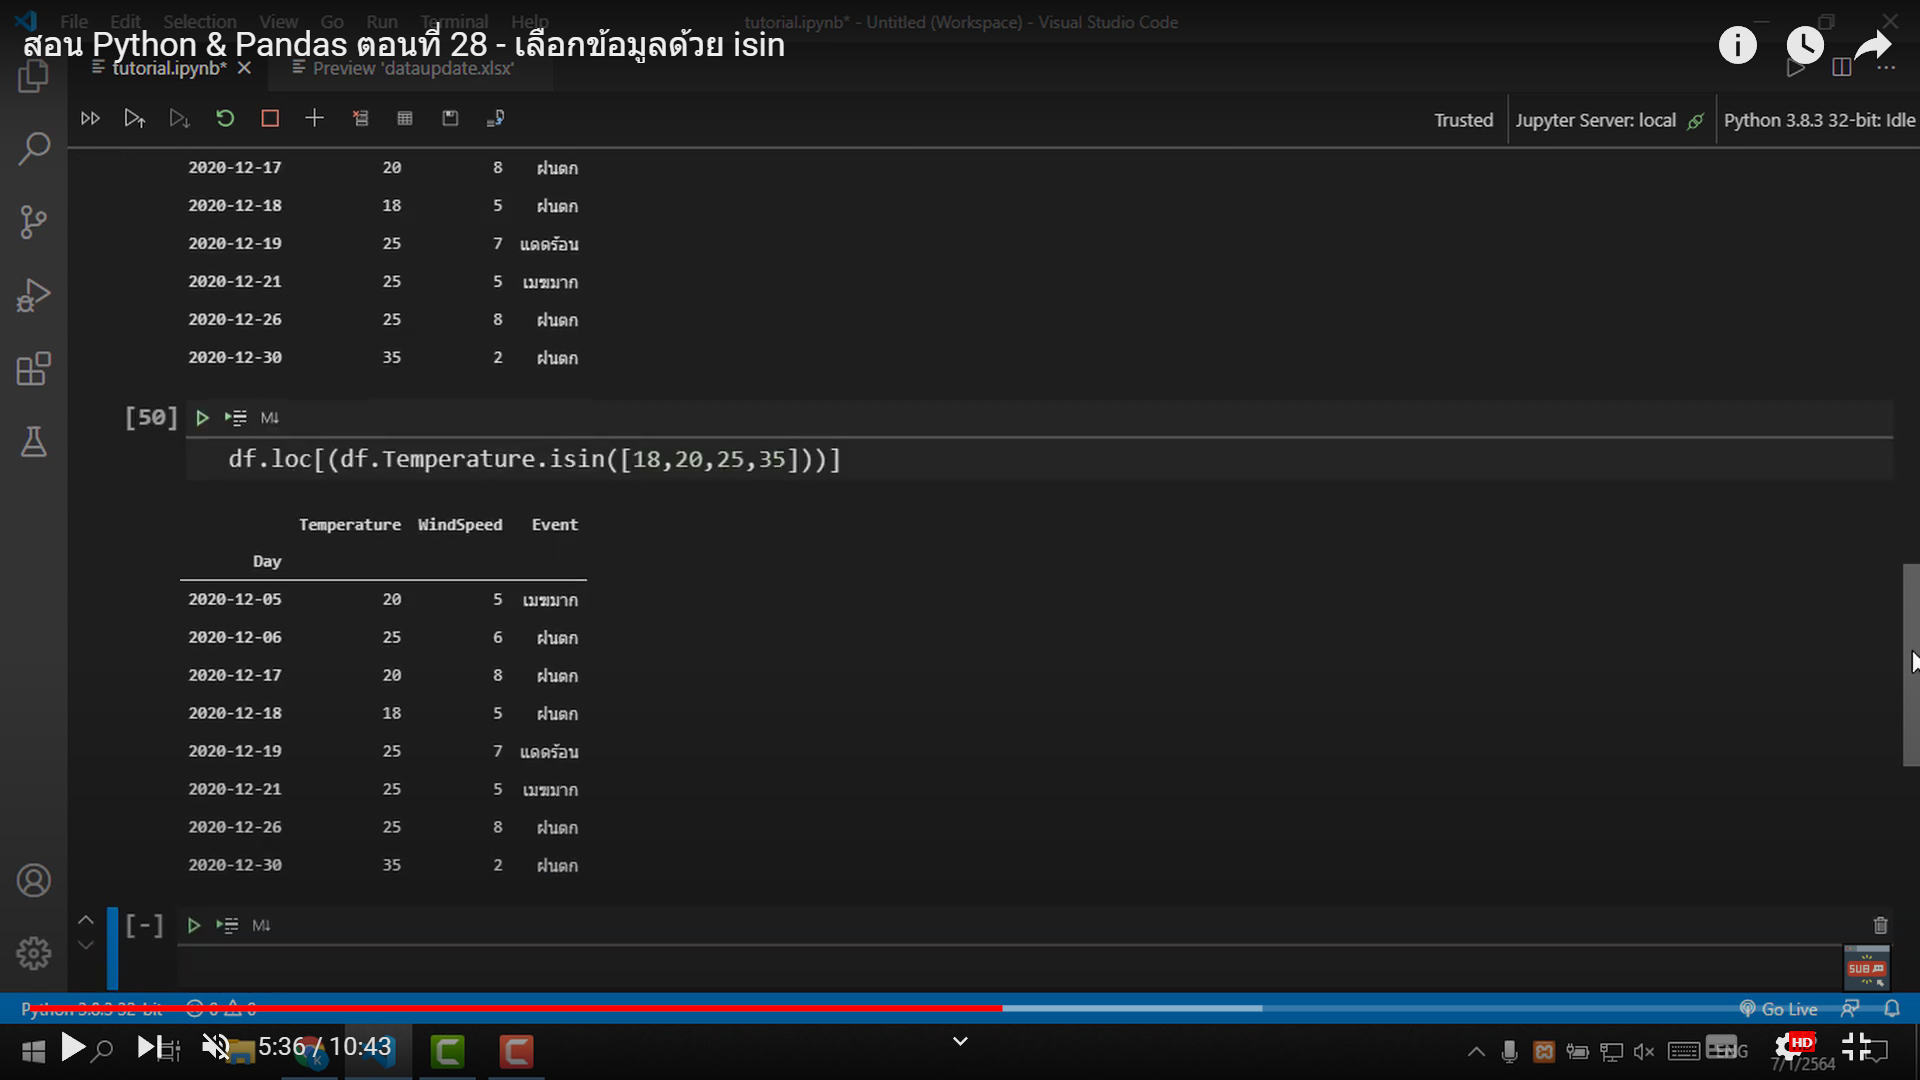 File Edit Selection View Go Run Terminal Help tutorial.ipynb* - Untitled (Workspace) - Visual Studio Code
สอน Python & Pandas ตอนที่ 28 - เลือกข้อมูลด้วย isin
tutorial.ipynb* Preview 'dataupdate.xlsx'
Trusted Jupyter Server: local Python 3.8.3 32-bit: Idle
2020-12-17 20 8 ฝนตก
2020-12-18 18 5 ฝนตก
2020-12-19 25 7 แดดร้อน
2020-12-21 25 5 เมฆมาก
2020-12-26 25 8 ฝนตก
2020-12-30 35 2 ฝนตก
[50] M↓
df.loc[(df.Temperature.isin([18,20,25,35]))]
Temperature WindSpeed Event
Day
2020-12-05 20 5 เมฆมาก
2020-12-06 25 6 ฝนตก
2020-12-17 20 8 ฝนตก
2020-12-18 18 5 ฝนตก
2020-12-19 25 7 แดดร้อน
2020-12-21 25 5 เมฆมาก
2020-12-26 25 8 ฝนตก
2020-12-30 35 2 ฝนตก
[-] M↓
SUB
Python 3.8.3 32-bit 0 0 Go Live
5:36 / 10:43 ENG HD
7/1/2564